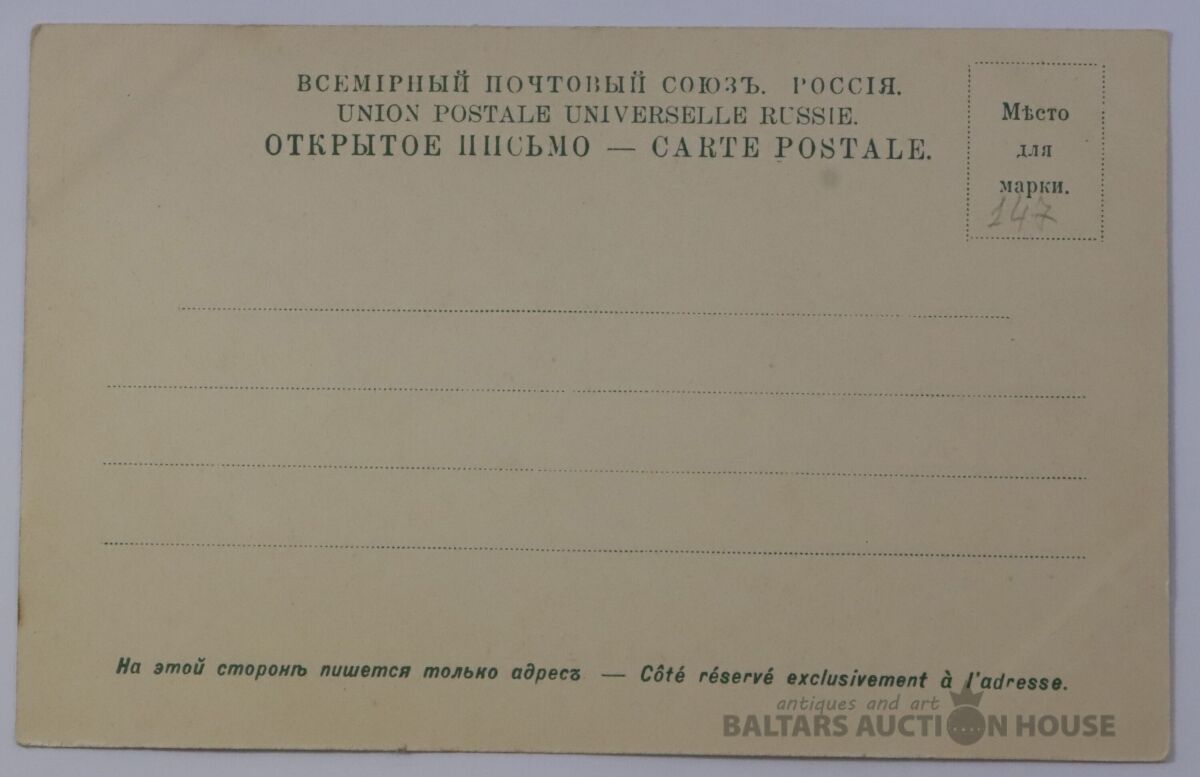 ВСЕМІРНЫЙ ПОЧТОВЫЙ СОЮЗЪ. РОССІЯ.
UNION POSTALE UNIVERSELLE RUSSIE.
ОТКРЫТОЕ ПИСЬМО — CARTE POSTALE.
Мѣсто
для
марки.
147
На этой сторонѣ пишется только адресъ — Côté réservé exclusivement à l'adresse.
antiques and art
BALTARS AUCTION HOUSE